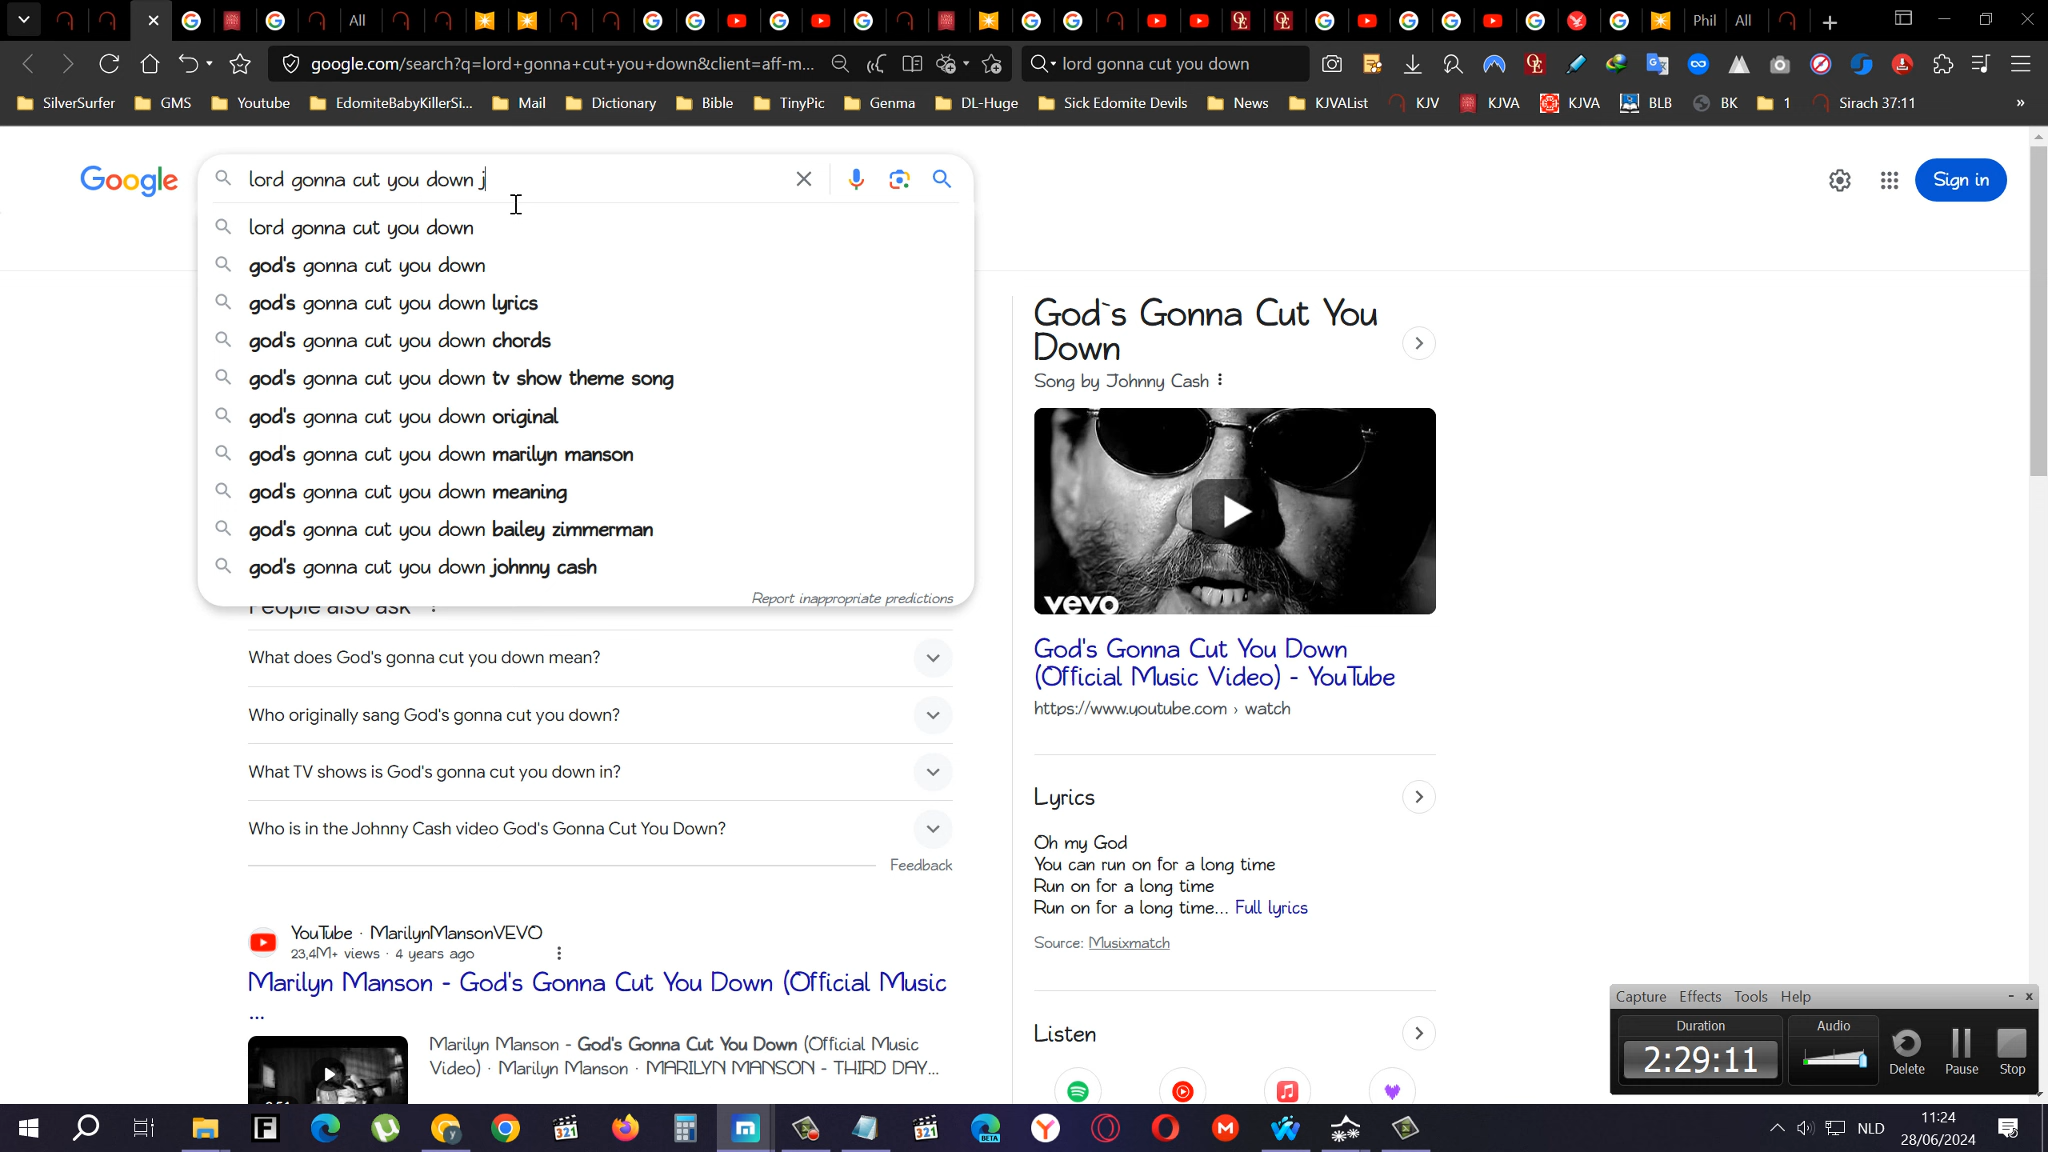 All
Phil
All
google.com/search?q=lord+gonna+cut+you+down&client=aff-m...
lord gonna cut you down
SilverSurfer
GMS
Youtube
EdomiteBabyKillerSi...
Mail
Dictionary
Bible
TinyPic
Genma
DL-Huge
Sick Edomite Devils
News
KJVAList
KJV
KJVA
KJVA
BLB
BK
1
Sirach 37:11
Google
lord gonna cut you down j
Sign in
lord gonna cut you down
god's gonna cut you down
god's gonna cut you down lyrics
god's gonna cut you down chords
god's gonna cut you down tv show theme song
god's gonna cut you down original
god's gonna cut you down marilyn manson
god's gonna cut you down meaning
god's gonna cut you down bailey zimmerman
god's gonna cut you down johnny cash
Report inappropriate predictions
People also ask
What does God's gonna cut you down mean?
Who originally sang God's gonna cut you down?
What TV shows is God's gonna cut you down in?
Who is in the Johnny Cash video God's Gonna Cut You Down?
Feedback
YouTube · MarilynMansonVEVO
23,4M+ views · 4 years ago
Marilyn Manson - God's Gonna Cut You Down (Official Music
...
Marilyn Manson - God's Gonna Cut You Down (Official Music
Video) · Marilyn Manson · MARILYN MANSON - THIRD DAY...
God`s Gonna Cut You
Down
Song by Johnny Cash
vevo
God's Gonna Cut You Down
(Official Music Video) - YouTube
https://www.youtube.com › watch
Lyrics
Oh my God
You can run on for a long time
Run on for a long time
Run on for a long time... Full lyrics
Source: Musixmatch
Listen
Capture Effects Tools Help
Duration
2:29:11
Audio
Delete
Pause
Stop
NLD
11:24
28/06/2024